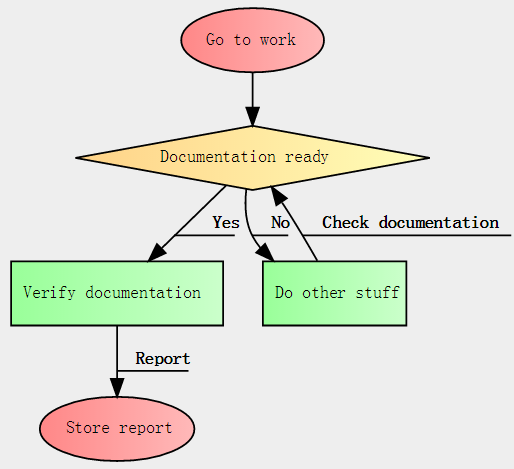 Go to work
Documentation ready
Yes
No
Check documentation
Verify documentation
Do other stuff
Report
Store report